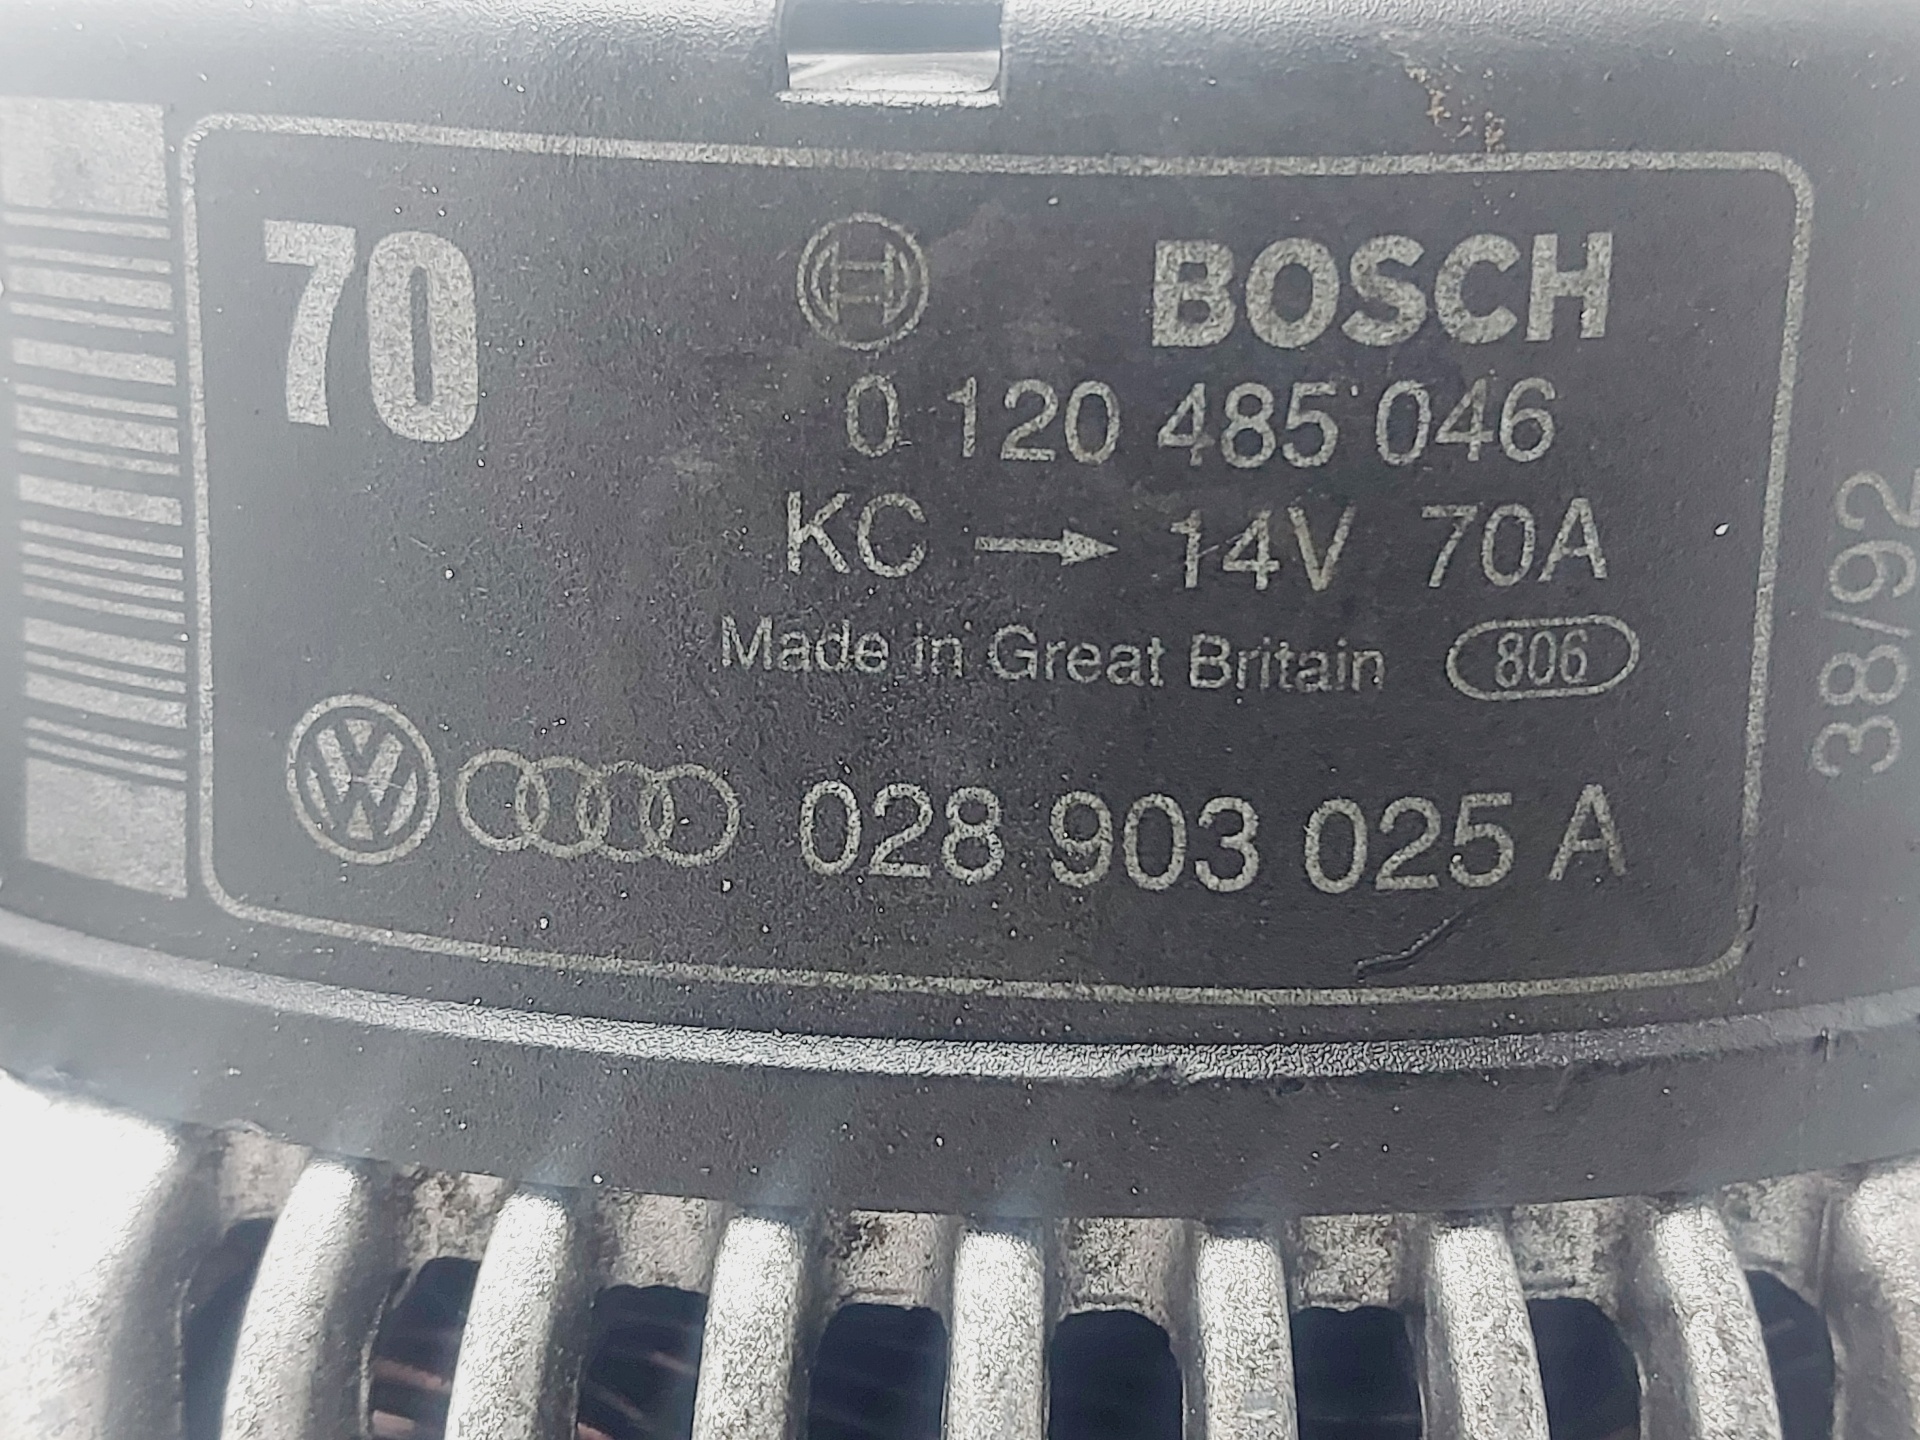 70
BOSCH
0 120 485 046
KC → 14V 70A
Made in Great Britain 806
028 903 025 A
38/92